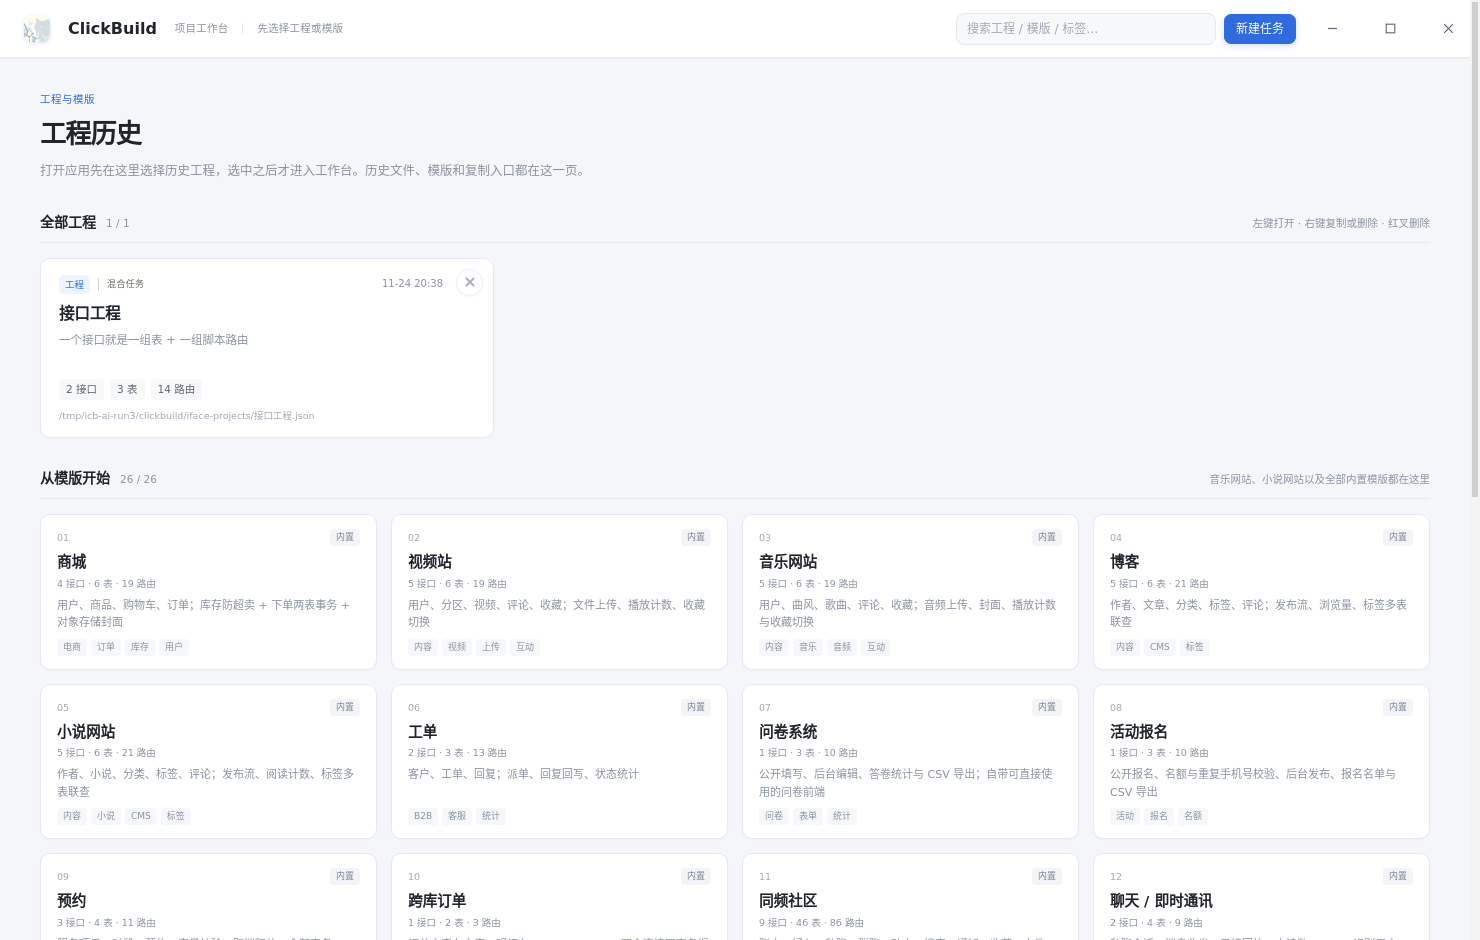 ClickBuild 项目工作台 先选择工程或模版 搜索工程 / 模版 / 标签... 新建任务
工程与模版
工程历史
打开应用先在这里选择历史工程，选中之后才进入工作台。历史文件、模版和复制入口都在这一页。
全部工程 1 / 1 左键打开 · 右键复制或删除 · 红叉删除
工程 混合任务 11-24 20:38
接口工程
一个接口就是一组表 + 一组脚本路由
2 接口 3 表 14 路由
/tmp/icb-ai-run3/clickbuild/iface-projects/接口工程.json
从模版开始 26 / 26 音乐网站、小说网站以及全部内置模版都在这里
01 内置
商城
4 接口 · 6 表 · 19 路由
用户、商品、购物车、订单；库存防超卖 + 下单两表事务 +
对象存储封面
电商 订单 库存 用户
02 内置
视频站
5 接口 · 6 表 · 19 路由
用户、分区、视频、评论、收藏；文件上传、播放计数、收藏
切换
内容 视频 上传 互动
03 内置
音乐网站
5 接口 · 6 表 · 19 路由
用户、曲风、歌曲、评论、收藏；音频上传、封面、播放计数
与收藏切换
内容 音乐 音频 互动
04 内置
博客
5 接口 · 6 表 · 21 路由
作者、文章、分类、标签、评论；发布流、浏览量、标签多表
联查
内容 CMS 标签
05 内置
小说网站
5 接口 · 6 表 · 21 路由
作者、小说、分类、标签、评论；发布流、阅读计数、标签多
表联查
内容 小说 CMS 标签
06 内置
工单
2 接口 · 3 表 · 13 路由
客户、工单、回复；派单、回复回写、状态统计
B2B 客服 统计
07 内置
问卷系统
1 接口 · 3 表 · 10 路由
公开填写、后台编辑、答卷统计与 CSV 导出；自带可直接使
用的问卷前端
问卷 表单 统计
08 内置
活动报名
1 接口 · 3 表 · 10 路由
公开报名、名额与重复手机号校验、后台发布、报名名单与
CSV 导出
活动 报名 名额
09 内置
预约
3 接口 · 4 表 · 11 路由
10 内置
跨库订单
1 接口 · 2 表 · 3 路由
11 内置
同频社区
9 接口 · 46 表 · 86 路由
12 内置
聊天 / 即时通讯
2 接口 · 4 表 · 9 路由